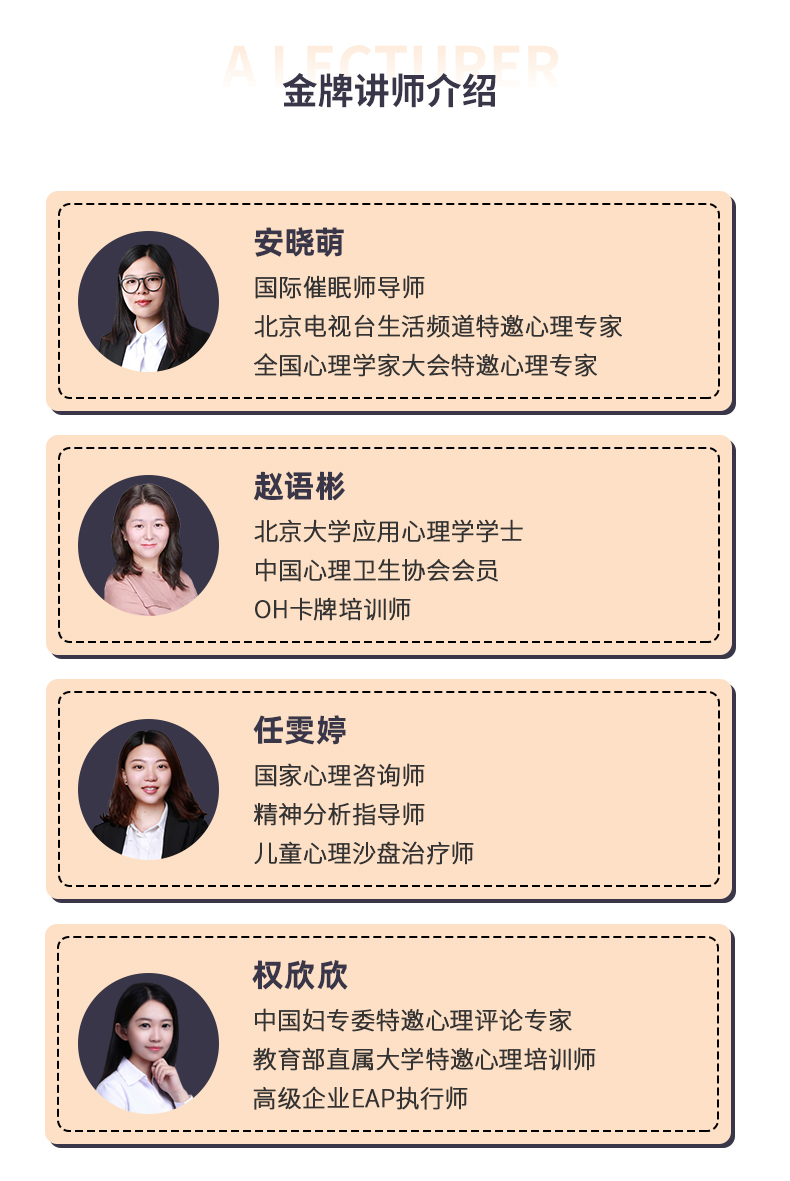 A LECTURER
金牌讲师介绍
安晓萌
国际催眠师导师
北京电视台生活频道特邀心理专家
全国心理学家大会特邀心理专家
赵语彬
北京大学应用心理学学士
中国心理卫生协会会员
OH卡牌培训师
任雯婷
国家心理咨询师
精神分析指导师
儿童心理沙盘治疗师
权欣欣
中国妇专委特邀心理评论专家
教育部直属大学特邀心理培训师
高级企业EAP执行师